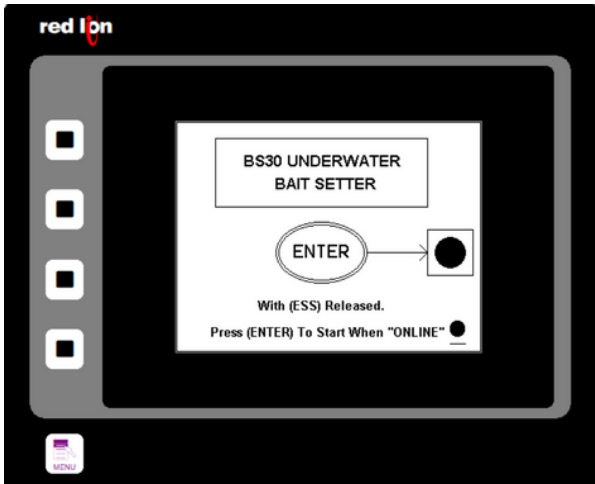 red lion
BS30 UNDERWATER
BAIT SETTER
ENTER
With (ESS) Released.
Press (ENTER) To Start When "ONLINE"
MENU